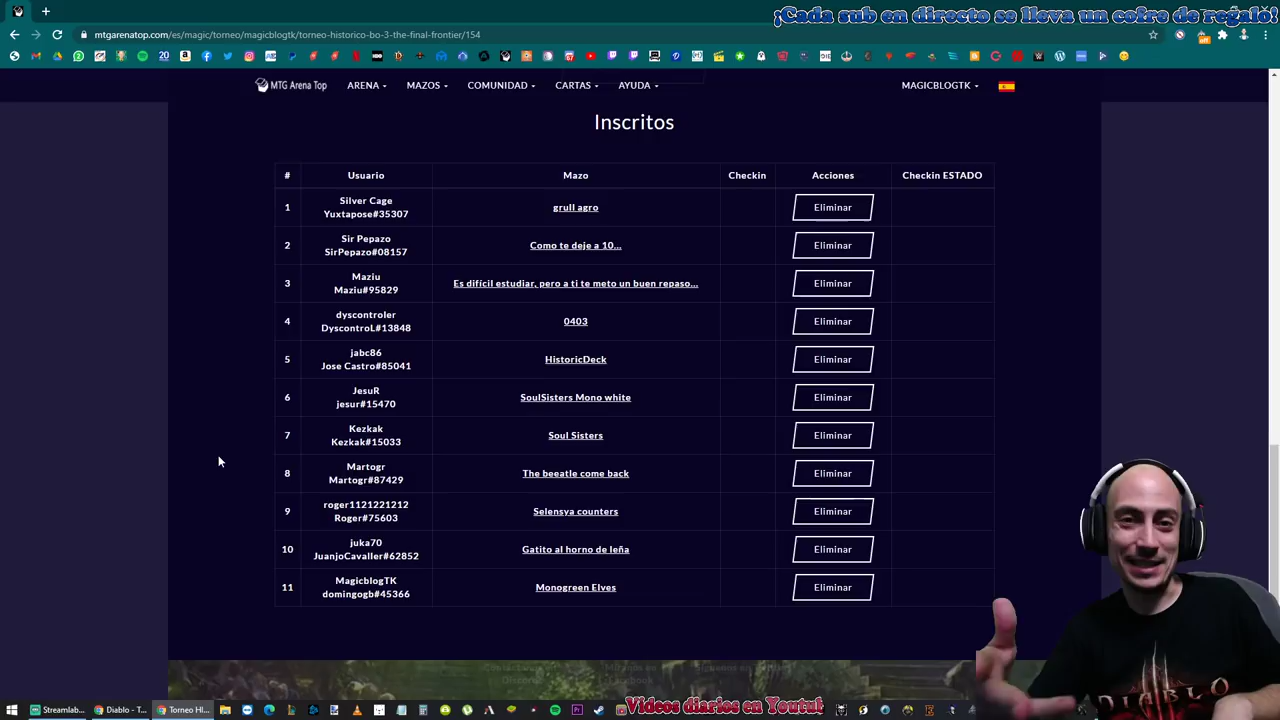 ¡Cada sub en directo se lleva un cofre de regalo!
mtgarenatop.com/es/magic/torneo/magicblogtk/torneo-historico-bo-3-the-final-frontier/154
MTG Arena Top ARENA MAZOS COMUNIDAD CARTAS AYUDA MAGICBLOGTK
Inscritos
# Usuario Mazo Checkin Acciones Checkin ESTADO
1 Silver Cage
Yuxtapose#35307 grull agro Eliminar
2 Sir Pepazo
SirPepazo#08157 Como te deje a 10... Eliminar
3 Maziu
Maziu#95829 Es difícil estudiar, pero a ti te meto un buen repaso... Eliminar
4 dyscontroler
DyscontroL#13848 0403 Eliminar
5 jabc86
Jose Castro#85041 HistoricDeck Eliminar
6 JesuR
jesur#15470 SoulSisters Mono white Eliminar
7 Kezkak
Kezkak#15033 Soul Sisters Eliminar
8 Martogr
Martogr#87429 The beeatle come back Eliminar
9 roger1121221212
Roger#75603 Selensya counters Eliminar
10 juka70
JuanjoCavaller#62852 Gatito al horno de leña Eliminar
11 MagicblogTK
domingogb#45366 Monogreen Elves Eliminar
DIABLO
Videos diarios en Youtut
Streamlab... Diablo - T... Torneo HI...